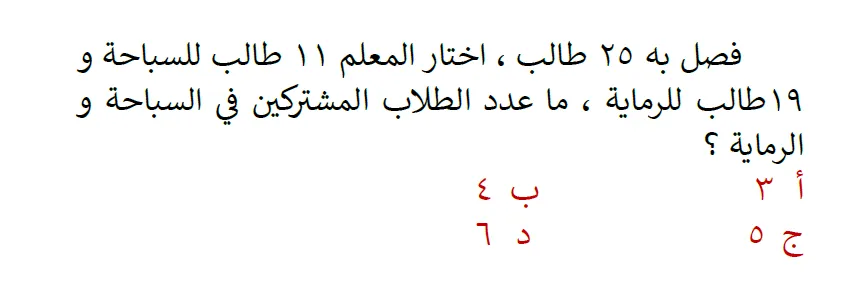 فصل به ٢٥ طالب ، اختار المعلم ١١ طالب للسباحة و
١٩طالب للرماية ، ما عدد الطلاب المشتركين في السباحة و
الرماية ؟
أ ٣ ب ٤
ج ٥ د ٦